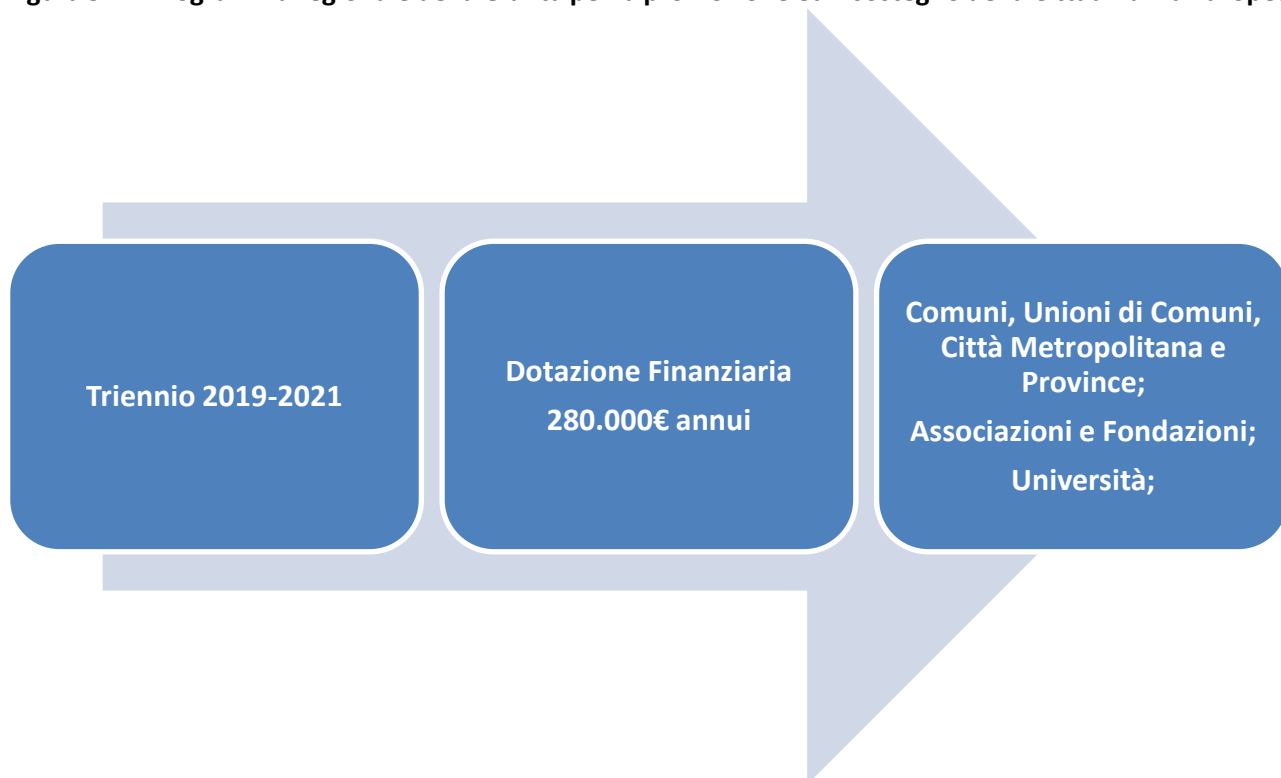 Triennio 2019-2021
Dotazione Finanziaria
280.000€ annui
Comuni, Unioni di Comuni,
Città Metropolitana e
Province;
Associazioni e Fondazioni;
Università;